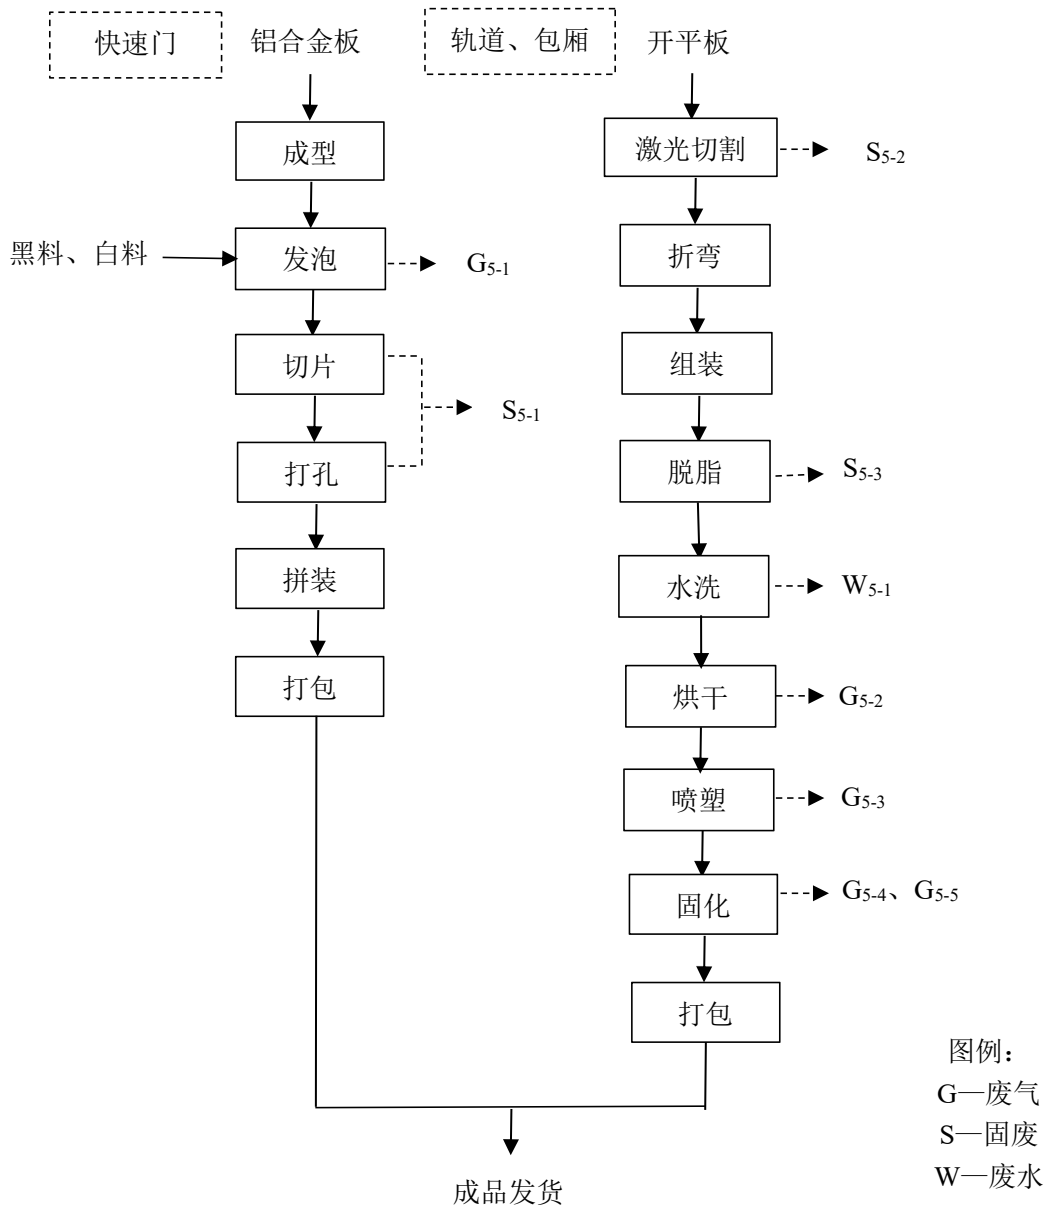 快速门
铝合金板
轨道、包厢
开平板
成型
激光切割
S5-2
黑料、白料
发泡
G5-1
折弯
切片
组装
S5-1
打孔
脱脂
S5-3
拼装
水洗
W5-1
打包
烘干
G5-2
喷塑
G5-3
固化
G5-4、G5-5
打包
图例：
G—废气
S—固废
W—废水
成品发货